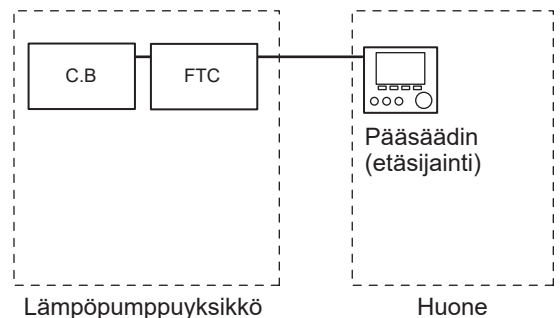 C.B
FTC
Pääsäädin
(etäsijainti)
Lämpöpumppuyksikkö
Huone